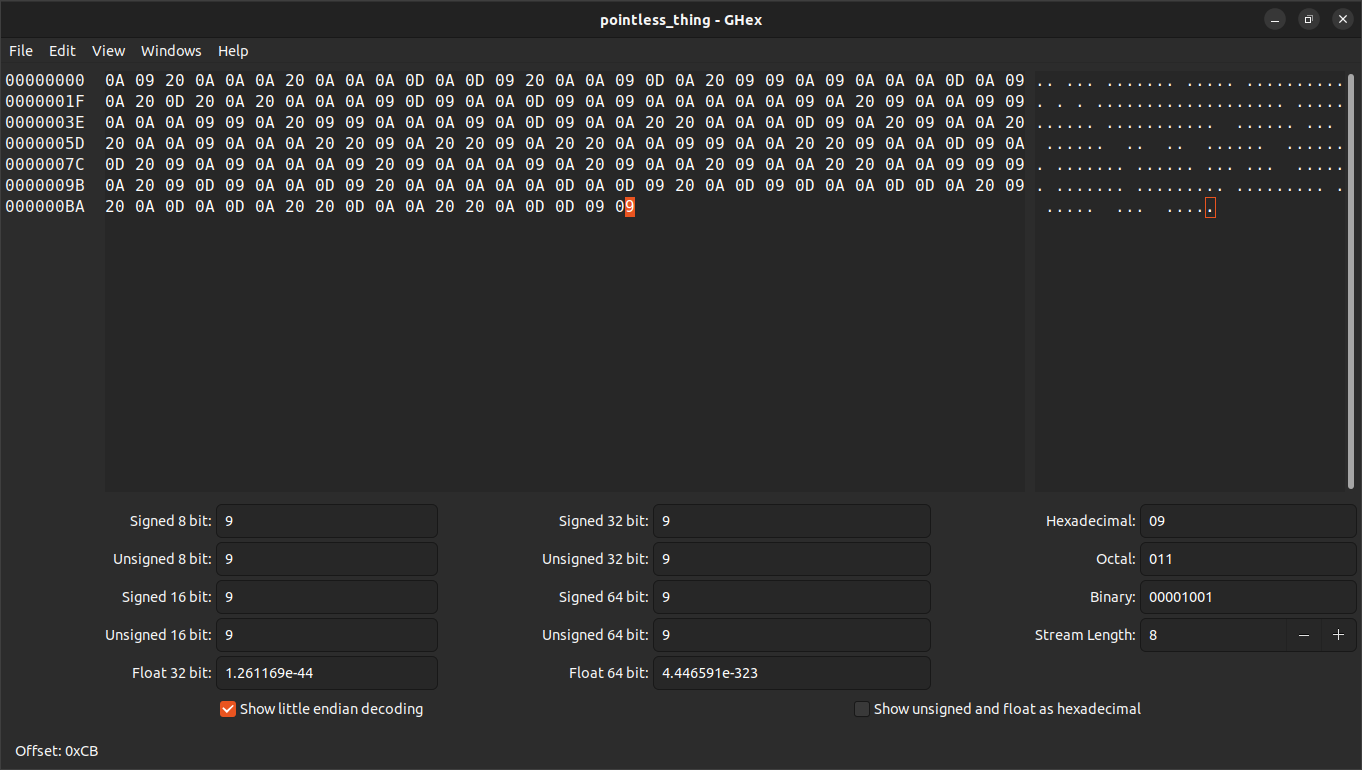 pointless_thing - GHex
File Edit View Windows Help
00000000 0A 09 20 0A 0A 0A 20 0A 0A 0A 0D 0A 0D 09 20 0A 0A 09 0D 0A 20 09 09 0A 09 0A 0A 0A 0D 0A 09 .. ... ....... ..... ..........
0000001F 0A 20 0D 20 0A 20 0A 0A 0A 09 0D 09 0A 0A 0D 09 0A 09 0A 0A 0A 0A 09 0A 20 09 0A 0A 09 09 . . . ................... .....
0000003E 0A 0A 0A 09 09 0A 20 09 09 0A 0A 0A 09 0A 0D 09 0A 0A 20 20 0A 0A 0A 0D 09 0A 20 09 0A 0A 20 ...... ...........  ...... ...
0000005D 20 0A 0A 09 0A 0A 0A 20 20 09 0A 20 20 0A 09 0A 20 20 0A 0A 09 09 0A 0A 20 20 09 0A 0A 0D 09 0A ......  ..  ..  ......  ......
0000007C 0D 20 09 0A 09 0A 0A 0A 09 20 09 0A 0A 09 0A 20 09 0A 0A 20 09 0A 0A 20 20 0A 0A 09 09 09 . ....... ...... ... ...  ......
0000009B 0A 20 09 0D 09 0A 0A 0D 09 20 0A 0A 0A 0A 0D 0A 0D 09 20 0A 0D 09 0D 0A 0A 0D 0D 0A 20 09 . ....... ......... ......... .
000000BA 20 0A 0D 0A 0D 0A 20 20 0D 0A 0A 20 20 0A 0D 0D 09 09 .....  ...  .....
Signed 8 bit: 9 Signed 32 bit: 9 Hexadecimal: 09
Unsigned 8 bit: 9 Unsigned 32 bit: 9 Octal: 011
Signed 16 bit: 9 Signed 64 bit: 9 Binary: 00001001
Unsigned 16 bit: 9 Unsigned 64 bit: 9 Stream Length: 8 − +
Float 32 bit: 1.261169e-44 Float 64 bit: 4.446591e-323
Show little endian decoding Show unsigned and float as hexadecimal
Offset: 0xCB